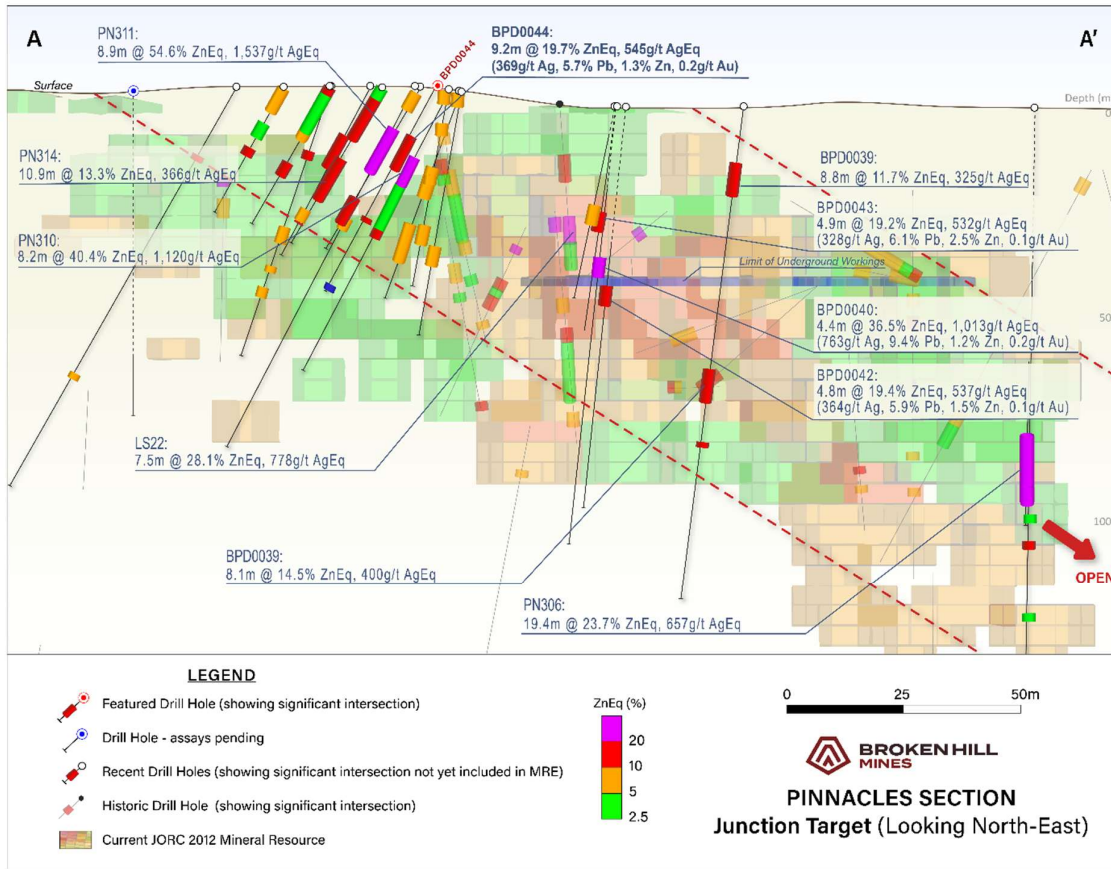 A
A'
PN311:
8.9m @ 54.6% ZnEq, 1,537g/t AgEq
BPD0044
BPD0044:
9.2m @ 19.7% ZnEq, 545g/t AgEq
(369g/t Ag, 5.7% Pb, 1.3% Zn, 0.2g/t Au)
Surface
Depth (m
0
PN314:
10.9m @ 13.3% ZnEq, 366g/t AgEq
BPD0039:
8.8m @ 11.7% ZnEq, 325g/t AgEq
BPD0043:
4.9m @ 19.2% ZnEq, 532g/t AgEq
(328g/t Ag, 6.1% Pb, 2.5% Zn, 0.1g/t Au)
PN310:
8.2m @ 40.4% ZnEq, 1,120g/t AgEq
Limit of Underground Workings
50
BPD0040:
4.4m @ 36.5% ZnEq, 1,013g/t AgEq
(763g/t Ag, 9.4% Pb, 1.2% Zn, 0.2g/t Au)
BPD0042:
4.8m @ 19.4% ZnEq, 537g/t AgEq
(364g/t Ag, 5.9% Pb, 1.5% Zn, 0.1g/t Au)
LS22:
7.5m @ 28.1% ZnEq, 778g/t AgEq
100
BPD0039:
8.1m @ 14.5% ZnEq, 400g/t AgEq
OPEN
PN306:
19.4m @ 23.7% ZnEq, 657g/t AgEq
LEGEND
Featured Drill Hole (showing significant intersection)
Drill Hole - assays pending
Recent Drill Holes (showing significant intersection not yet included in MRE)
Historic Drill Hole (showing significant intersection)
Current JORC 2012 Mineral Resource
ZnEq (%)
20
10
5
2.5
0 25 50m
BROKEN HILL
MINES
PINNACLES SECTION
Junction Target (Looking North-East)